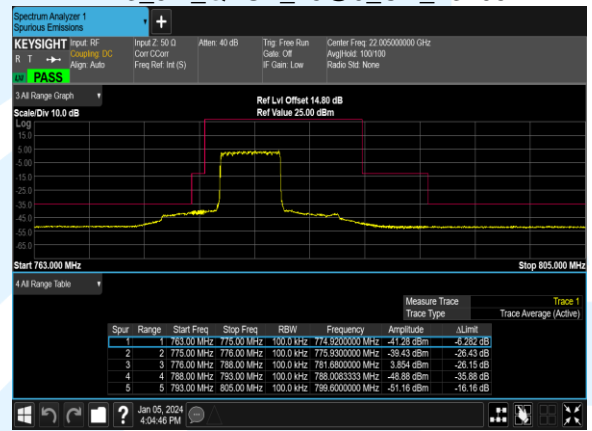 Spectrum Analyzer 1
Spurious Emissions
+
KEYSIGHT Input: RF Input Z: 50 Ω Atten: 40 dB Trig: Free Run Center Freq: 22.005000000 GHz
R T Coupling: DC Corr CCorr Gate: Off Avg|Hold: 100/100
Align: Auto Freq Ref: Int (S) IF Gain: Low Radio Std: None
PASS
3 All Range Graph
Ref Lvl Offset 14.80 dB
Scale/Div 10.0 dB Ref Value 25.00 dBm
Log
15.0
5.00
-5.00
-15.0
-25.0
-35.0
-45.0
-55.0
-65.0
Start 763.000 MHz Stop 805.000 MHz
4 All Range Table
Measure Trace Trace 1
Trace Type Trace Average (Active)
Spur Range Start Freq Stop Freq RBW Frequency Amplitude ΔLimit
1 1 763.00 MHz 775.00 MHz 100.0 kHz 774.9200000 MHz -41.28 dBm -6.282 dB
2 2 775.00 MHz 776.00 MHz 100.0 kHz 775.9300000 MHz -39.43 dBm -26.43 dB
3 3 776.00 MHz 788.00 MHz 100.0 kHz 781.6800000 MHz 3.854 dBm -26.15 dB
4 4 788.00 MHz 793.00 MHz 100.0 kHz 788.0083333 MHz -48.88 dBm -35.88 dB
5 5 793.00 MHz 805.00 MHz 100.0 kHz 799.6000000 MHz -51.16 dBm -16.16 dB
? Jan 05, 2024
4:04:46 PM